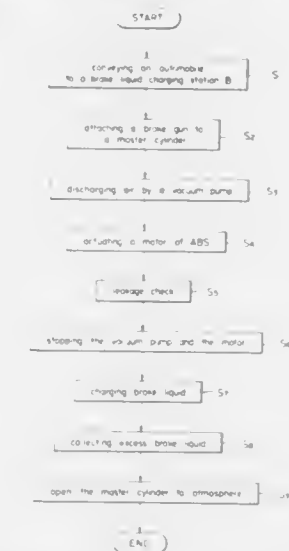 START
conveying an automobile
to a brake liquid charging station B
S
attaching a brake gun to
a master cylinder
S2
discharging air by a vacuum pump
S3
actuating a motor of ABS
S4
leakage check
S5
stopping the vacuum pump and the motor
S6
charging brake liquid
S7
collecting excess brake liquid
S8
open the master cylinder to atmosphere
S9
END